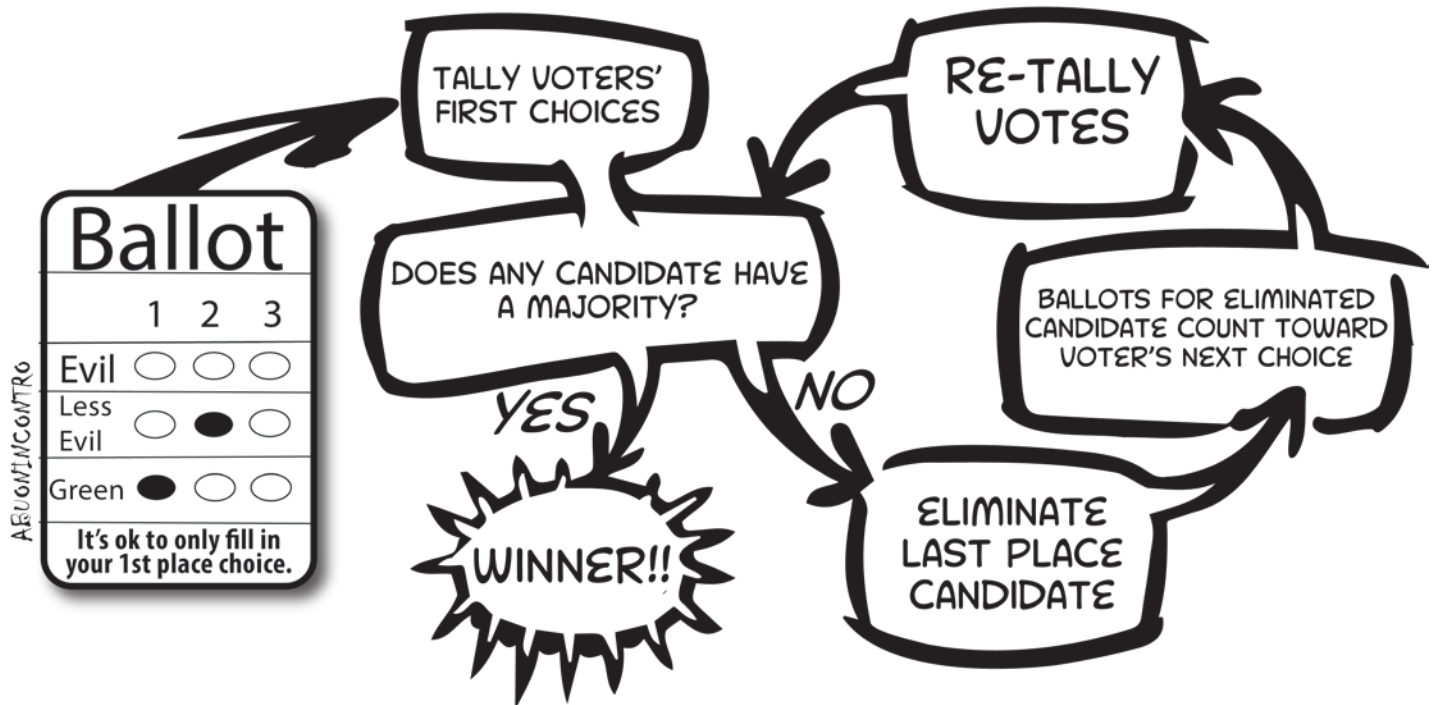 Ballot
1 2 3
Evil
Less
Evil
Green
It's ok to only fill in
your 1st place choice.
ABUONINCONTRO
TALLY VOTERS'
FIRST CHOICES
DOES ANY CANDIDATE HAVE
A MAJORITY?
YES
NO
WINNER!!
ELIMINATE
LAST PLACE
CANDIDATE
BALLOTS FOR ELIMINATED
CANDIDATE COUNT TOWARD
VOTER'S NEXT CHOICE
RE-TALLY
VOTES